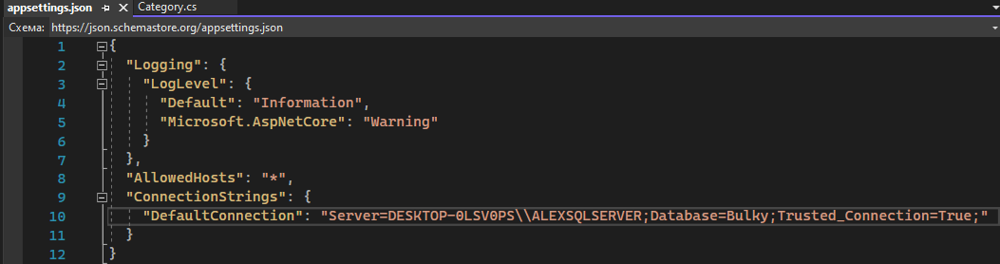 appsettings.json
Category.cs
Схема: https://json.schemastore.org/appsettings.json
1 {
2 "Logging": {
3 "LogLevel": {
4 "Default": "Information",
5 "Microsoft.AspNetCore": "Warning"
6 }
7 },
8 "AllowedHosts": "*",
9 "ConnectionStrings": {
10 "DefaultConnection": "Server=DESKTOP-0LSV0PS\\ALEXSQLSERVER;Database=Bulky;Trusted_Connection=True;"
11 }
12 }